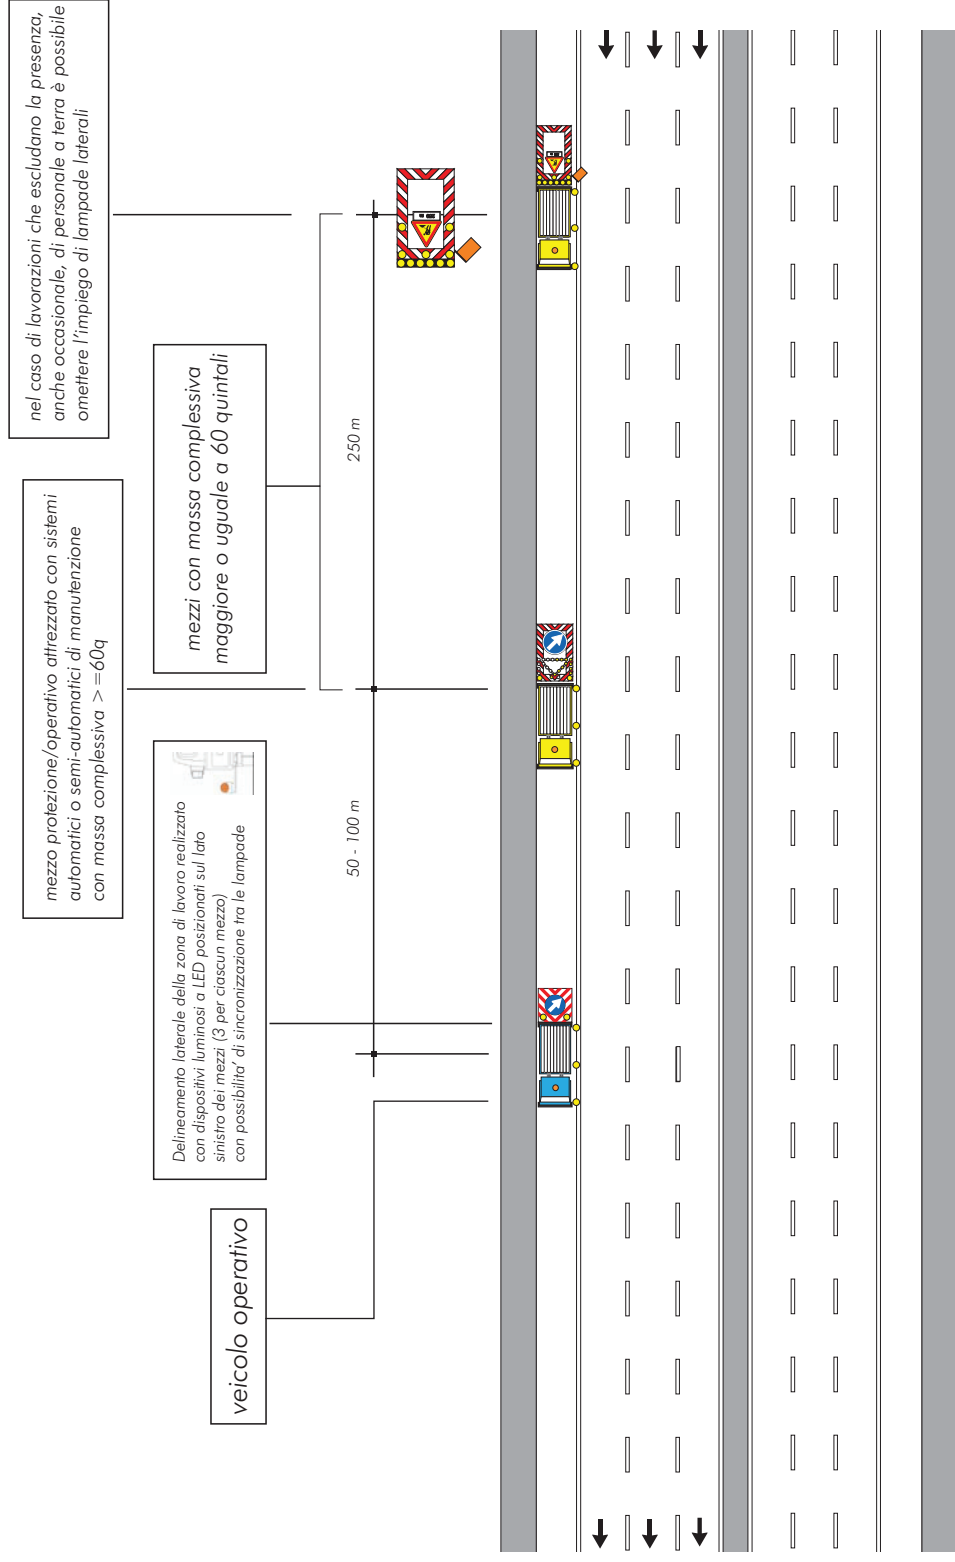 nel caso di lavorazioni che escludano la presenza,
anche occasionale, di personale a terra è possibile
omettere l'impiego di lampade laterali
mezzo protezione/operativo attrezzato con sistemi
automatici o semi-automatici di manutenzione
con massa complessiva >=60q
mezzi con massa complessiva
maggiore o uguale a 60 quintali
Delineamento laterale della zona di lavoro realizzato
con dispositivi luminosi a LED posizionati sul lato
sinistro dei mezzi (3 per ciascun mezzo)
con possibilita' di sincronizzazione tra le lampade
veicolo operativo
250 m
50 - 100 m